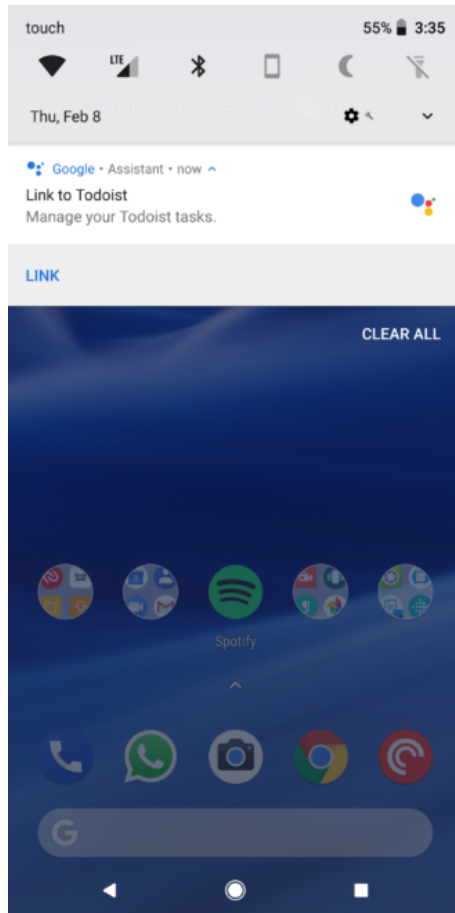 touch 55% 3:35
LTE
Thu, Feb 8
Google • Assistant • now
Link to Todoist
Manage your Todoist tasks.
LINK
CLEAR ALL
Spotify
G